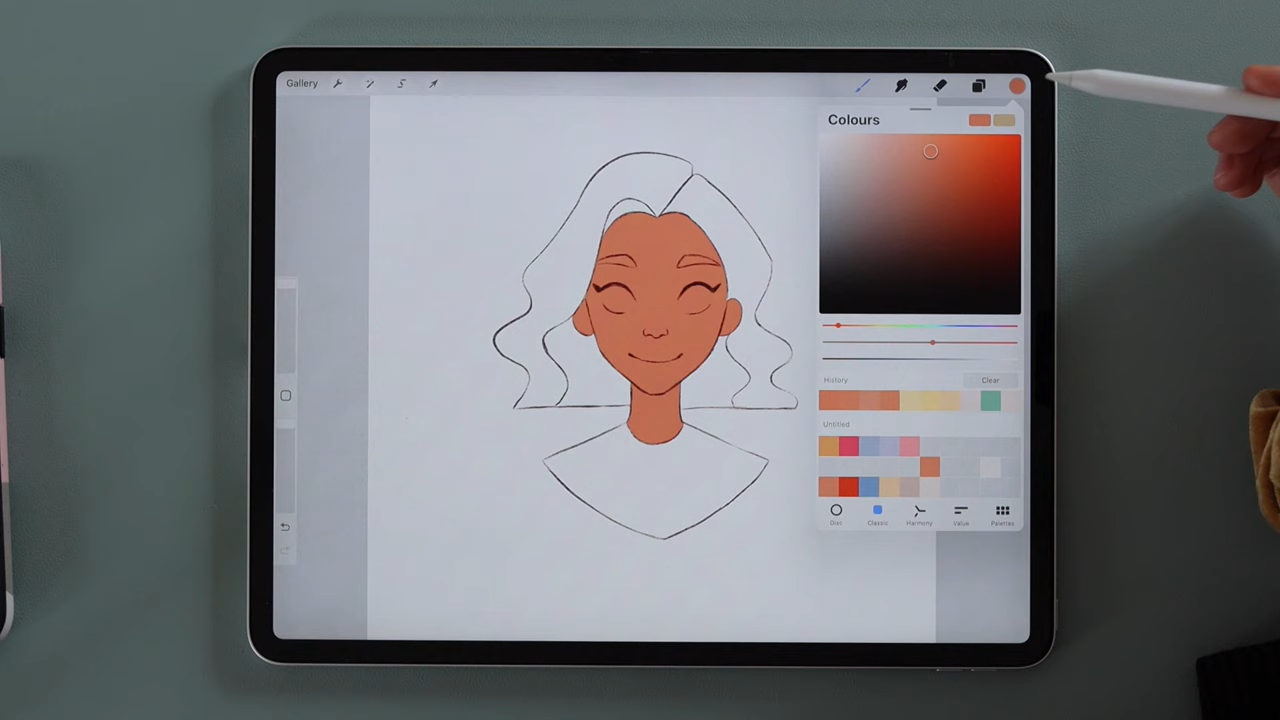 Gallery
Colours
History Clear
Untitled
Disc Classic Harmony Value Palettes